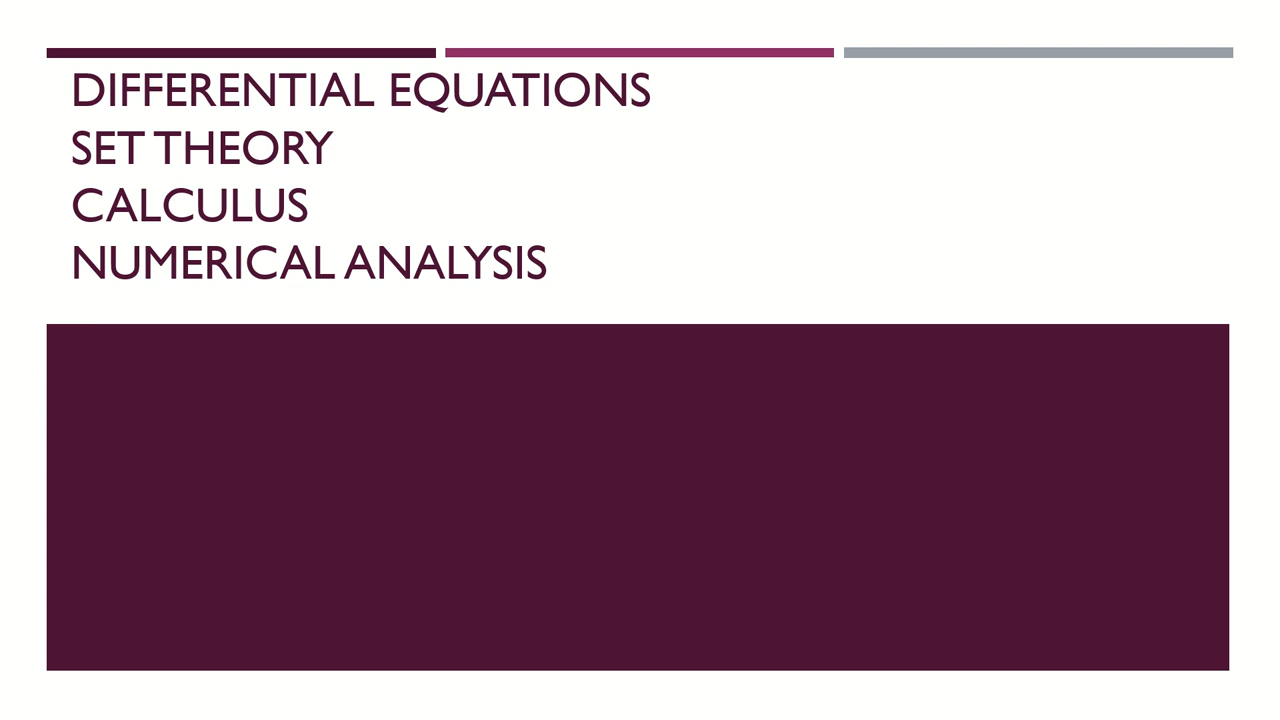 DIFFERENTIAL EQUATIONS
SET THEORY
CALCULUS
NUMERICAL ANALYSIS